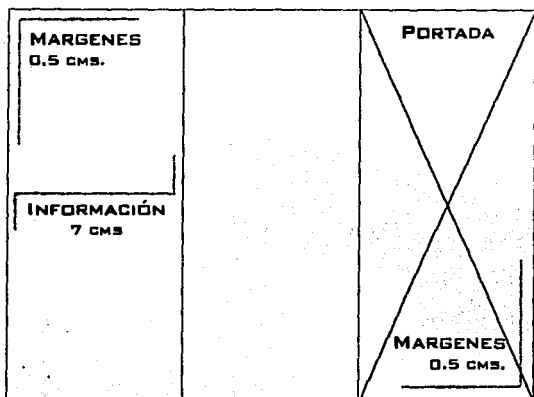 MARGENES
0.5 CMS.
INFORMACIÓN
7 CMS
PORTADA
MARGENES
0.5 CMS.